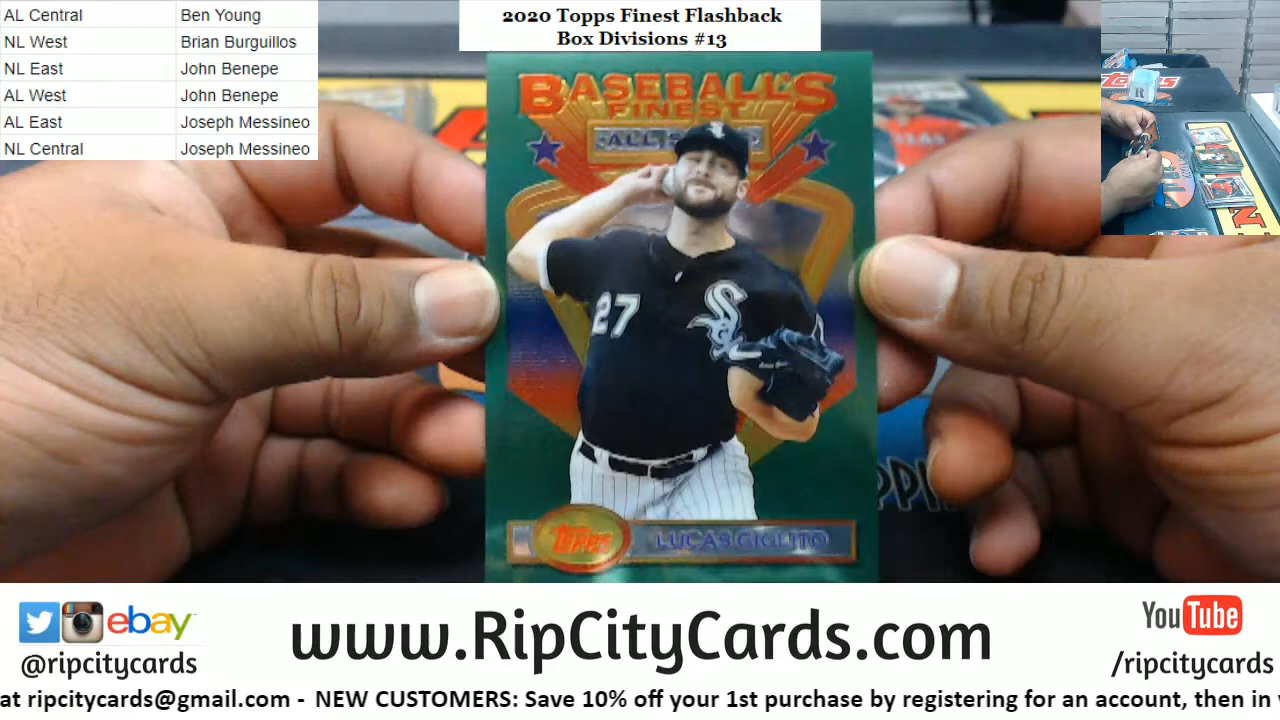 AL Central Ben Young
NL West Brian Burguillos
NL East John Benepe
AL West John Benepe
AL East Joseph Messineo
NL Central Joseph Messineo
2020 Topps Finest Flashback
Box Divisions #13
BASEBALL'S
FINEST
27
Topps
LUCAS GIOLITO
ebay
@ripcitycards
www.RipCityCards.com
YouTube
/ripcitycards
at ripcitycards@gmail.com - NEW CUSTOMERS: Save 10% off your 1st purchase by registering for an account, then in